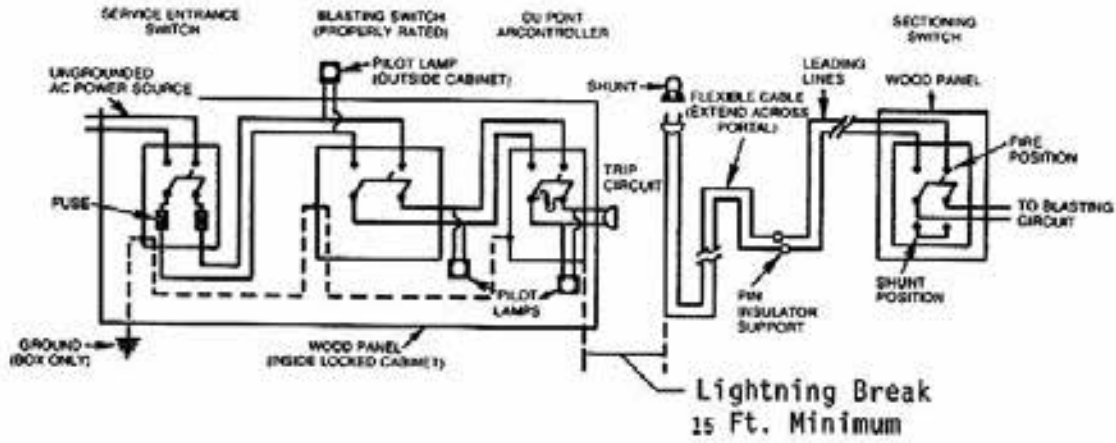 SERVICE ENTRANCE
SWITCH
BLASTING SWITCH
(PROPERLY RATED)
DU PONT
ARCONTROLLER
SECTIONING
SWITCH
UNGROUNDED
AC POWER SOURCE
PILOT LAMP
(OUTSIDE CABINET)
SHUNT
FLEXIBLE CABLE
(EXTEND ACROSS
PORTAL)
LEADING
LINES
WOOD PANEL
FIRE
POSITION
TRIP
CIRCUIT
FUSE
TO BLASTING
CIRCUIT
PILOT
LAMPS
PIN
INSULATOR
SUPPORT
SHUNT
POSITION
GROUND
(BOX ONLY)
WOOD PANEL
(INSIDE LOCKED CABINET)
Lightning Break
15 Ft. Minimum